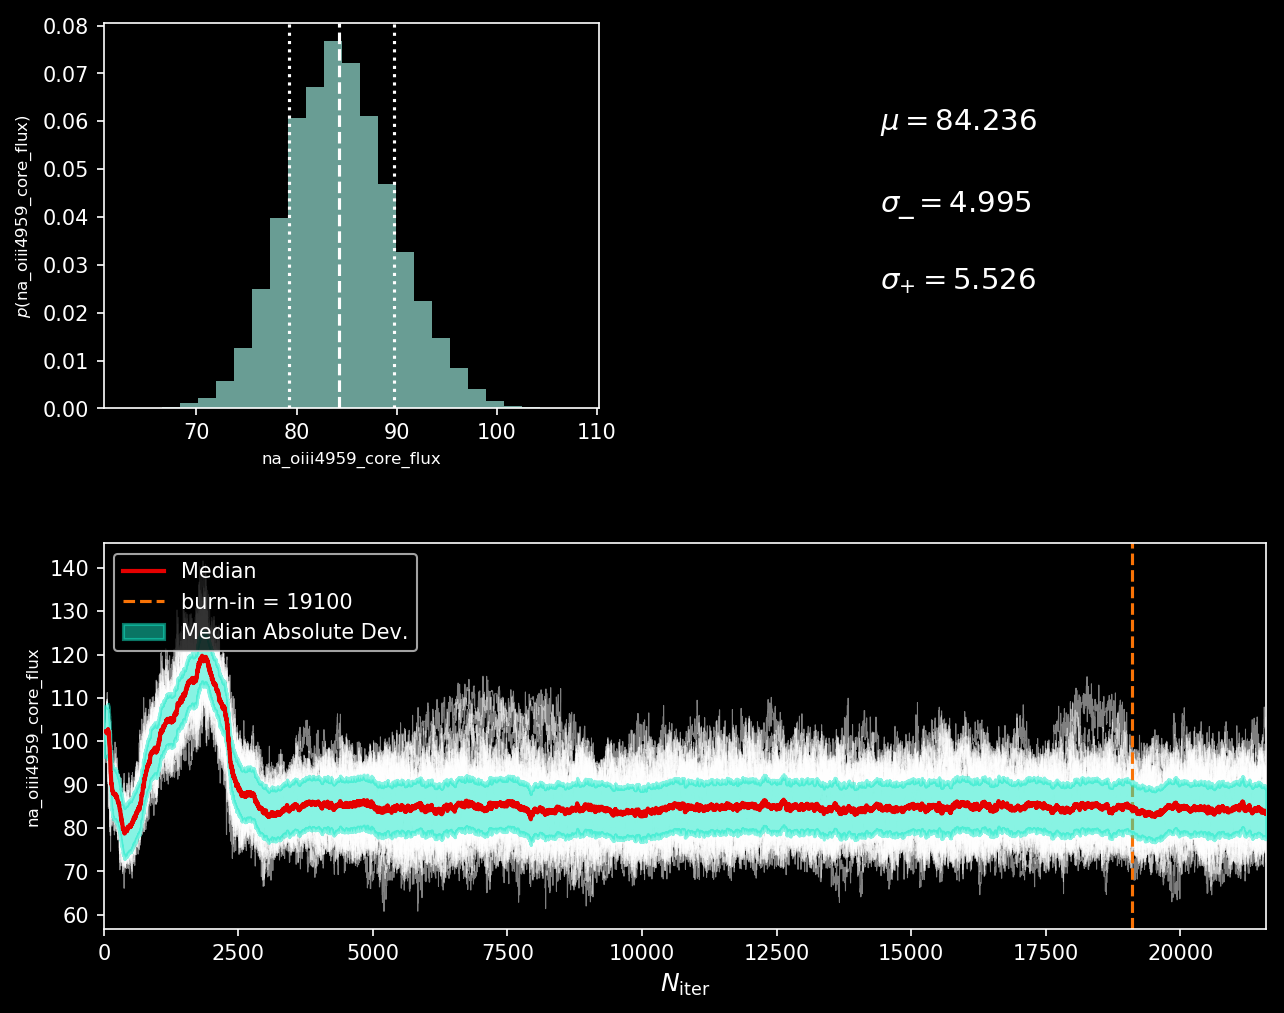 0.08
0.07
0.06
0.05
0.04
0.03
0.02
0.01
0.00
p(na_oiii4959_core_flux)
70 80 90 100 110
na_oiii4959_core_flux
μ = 84.236
σ₋ = 4.995
σ₊ = 5.526
140
130
120
110
100
90
80
70
60
na_oiii4959_core_flux
Median
burn-in = 19100
Median Absolute Dev.
0 2500 5000 7500 10000 12500 15000 17500 20000
N_iter